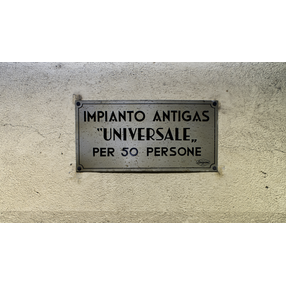 IMPIANTO ANTIGAS
"UNIVERSALE„
PER 50 PERSONE